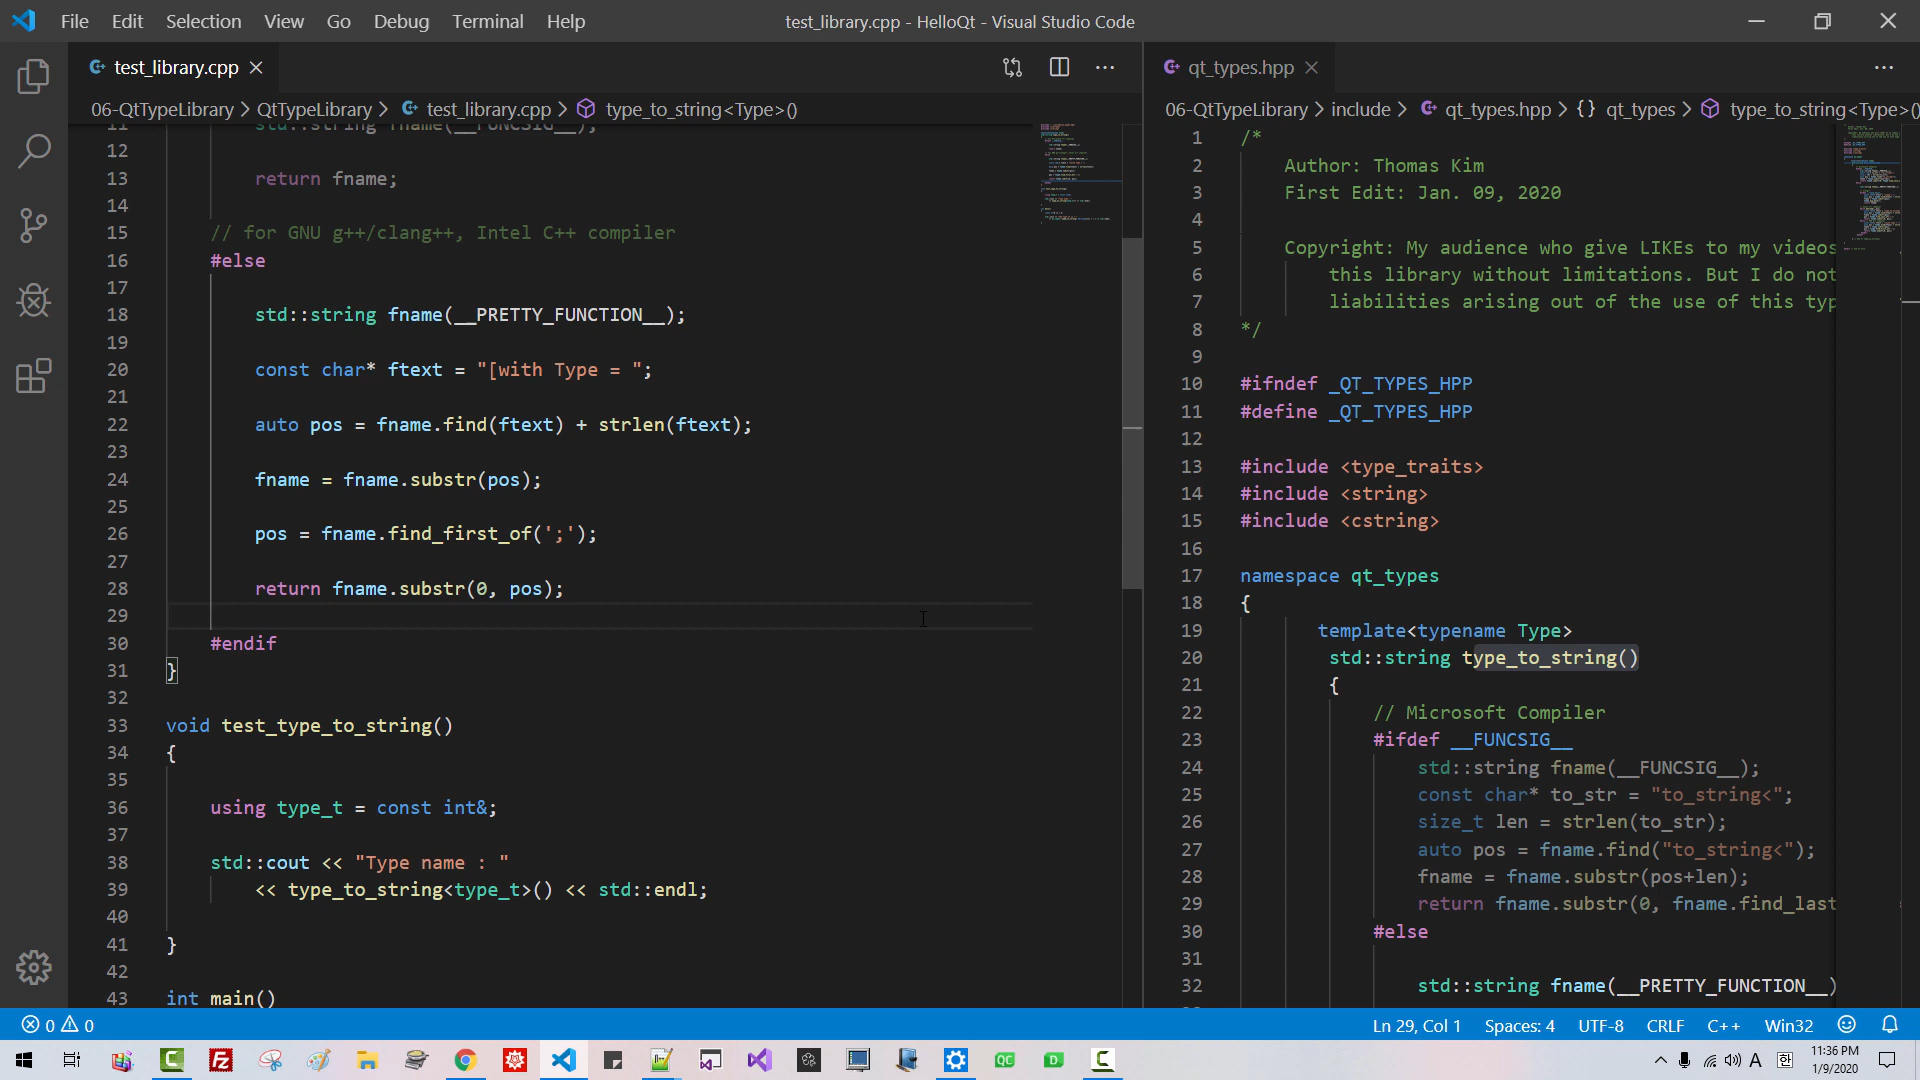 File Edit Selection View Go Debug Terminal Help
test_library.cpp - HelloQt - Visual Studio Code
test_library.cpp
06-QtTypeLibrary > QtTypeLibrary > test_library.cpp > type_to_string<Type>()
11 std::string fname(__FUNCSIG__);
12
13 return fname;
14
15 // for GNU g++/clang++, Intel C++ compiler
16 #else
17
18 std::string fname(__PRETTY_FUNCTION__);
19
20 const char* ftext = "[with Type = ";
21
22 auto pos = fname.find(ftext) + strlen(ftext);
23
24 fname = fname.substr(pos);
25
26 pos = fname.find_first_of(';');
27
28 return fname.substr(0, pos);
29
30 #endif
31 }
32
33 void test_type_to_string()
34 {
35
36 using type_t = const int&;
37
38 std::cout << "Type name : "
39 << type_to_string<type_t>() << std::endl;
40
41 }
42
43 int main()
qt_types.hpp
06-QtTypeLibrary > include > qt_types.hpp > {} qt_types > type_to_string<Type>()
1 /*
2 Author: Thomas Kim
3 First Edit: Jan. 09, 2020
4
5 Copyright: My audience who give LIKEs to my videos
6 this library without limitations. But I do not
7 liabilities arising out of the use of this typ
8 */
9
10 #ifndef _QT_TYPES_HPP
11 #define _QT_TYPES_HPP
12
13 #include <type_traits>
14 #include <string>
15 #include <cstring>
16
17 namespace qt_types
18 {
19 template<typename Type>
20 std::string type_to_string()
21 {
22 // Microsoft Compiler
23 #ifdef __FUNCSIG__
24 std::string fname(__FUNCSIG__);
25 const char* to_str = "to_string<";
26 size_t len = strlen(to_str);
27 auto pos = fname.find("to_string<");
28 fname = fname.substr(pos+len);
29 return fname.substr(0, fname.find_last
30 #else
31
32 std::string fname(__PRETTY_FUNCTION__)
0 0
Ln 29, Col 1 Spaces: 4 UTF-8 CRLF C++ Win32
A 한 11:36 PM
1/9/2020